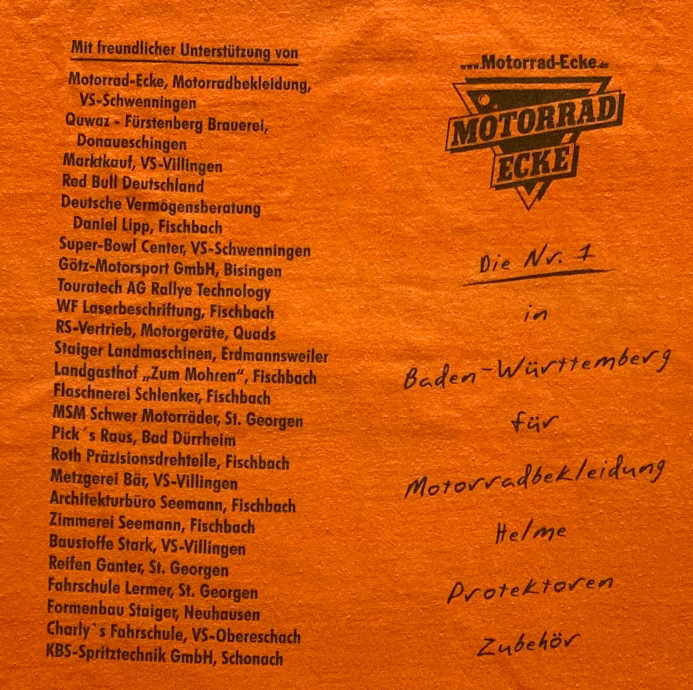 Mit freundlicher Unterstützung von
Motorrad-Ecke, Motorradbekleidung,
VS-Schwenningen
Quwaz - Fürstenberg Brauerei,
Donaueschingen
Marktkauf, VS-Villingen
Red Bull Deutschland
Deutsche Vermögensberatung
Daniel Lipp, Fischbach
Super-Bowl Center, VS-Schwenningen
Götz-Motorsport GmbH, Bisingen
Touratech AG Rallye Technology
WF Laserbeschriftung, Fischbach
RS-Vertrieb, Motorgeräte, Quads
Staiger Landmaschinen, Erdmannsweiler
Landgasthof „Zum Mohren“, Fischbach
Flaschnerei Schlenker, Fischbach
MSM Schwer Motorräder, St. Georgen
Pick´s Raus, Bad Dürrheim
Roth Präzisionsdrehteile, Fischbach
Metzgerei Bär, VS-Villingen
Architekturbüro Seemann, Fischbach
Zimmerei Seemann, Fischbach
Baustoffe Stark, VS-Villingen
Reifen Ganter, St. Georgen
Fahrschule Lermer, St. Georgen
Formenbau Staiger, Neuhausen
Charly`s Fahrschule, VS-Obereschach
KBS-Spritztechnik GmbH, Schonach
www.Motorrad-Ecke.de
MOTORRAD
ECKE
Die Nr. 1
in
Baden-Württemberg
für
Motorradbekleidung
Helme
Protektoren
Zubehör